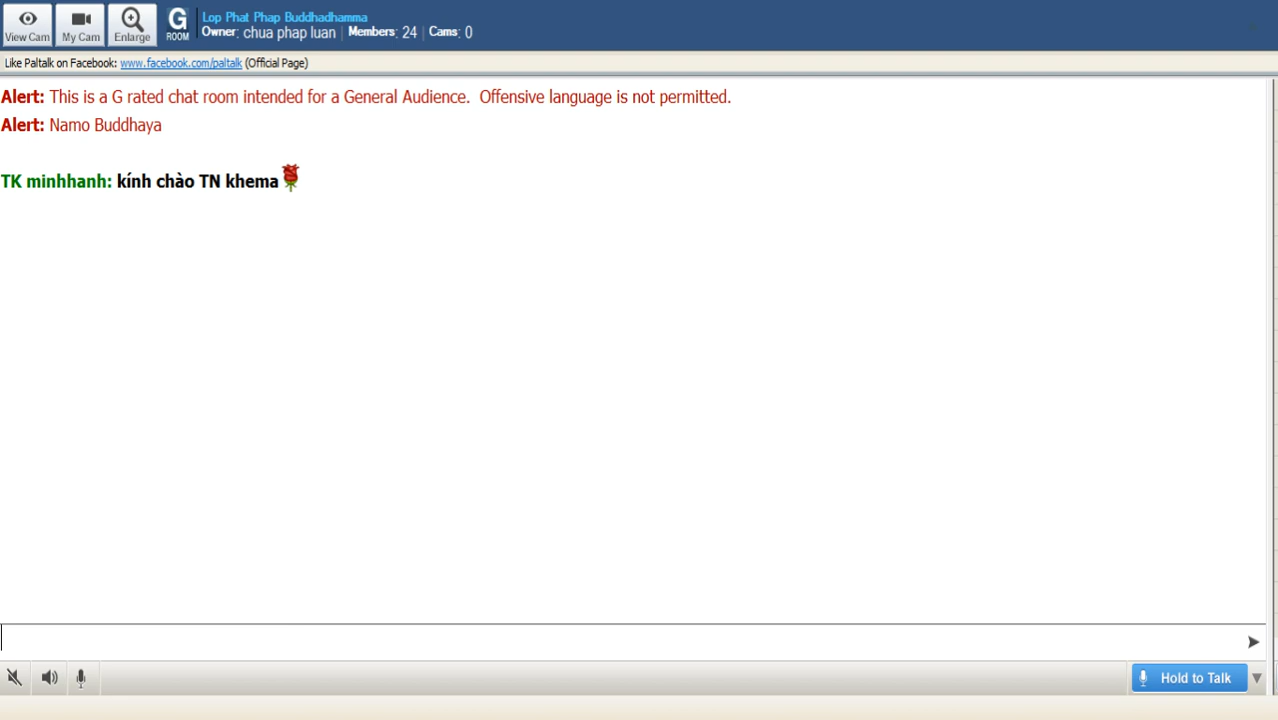 View Cam
My Cam
Enlarge
G
ROOM
Lop Phat Phap Buddhadhamma
Owner: chua phap luan | Members: 24 | Cams: 0
Like Paltalk on Facebook: www.facebook.com/paltalk (Official Page)
Alert: This is a G rated chat room intended for a General Audience.  Offensive language is not permitted.
Alert: Namo Buddhaya
TK minhhanh: kính chào TN khema
Hold to Talk